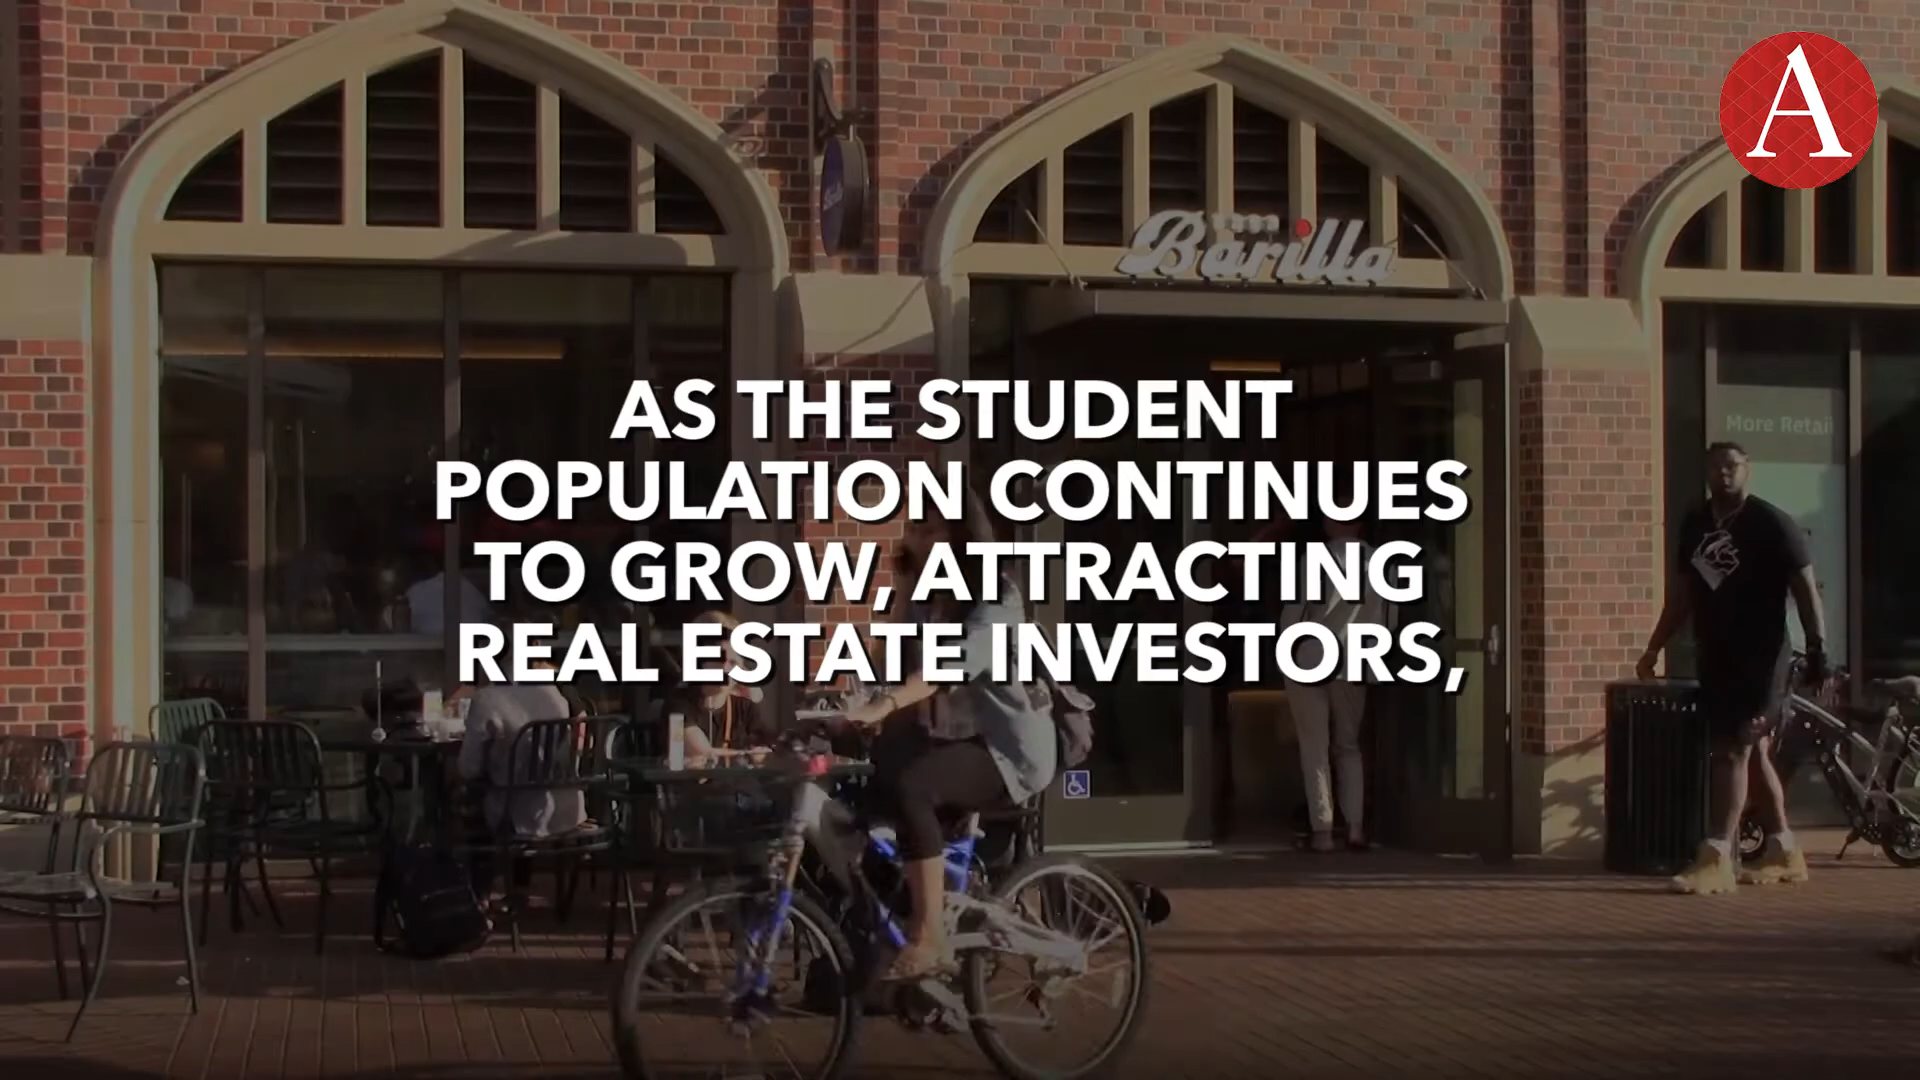 A
Barilla
AS THE STUDENT
POPULATION CONTINUES
TO GROW, ATTRACTING
REAL ESTATE INVESTORS,
More Retail